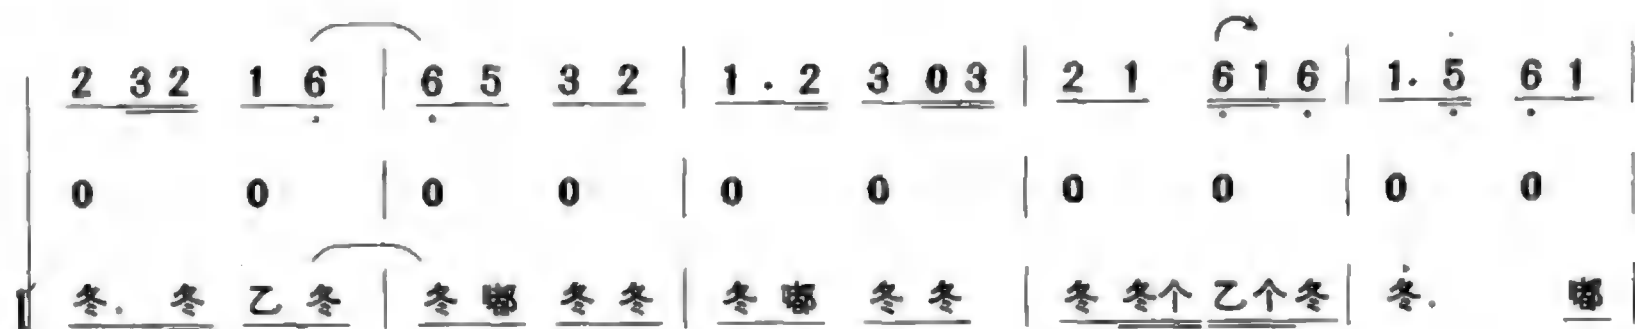 2 32 1 6 | 6 5 3 2 | 1. 2 3 03 | 2 1 616 | 1. 5 6 1 |
0 0 | 0 0 | 0 0 | 0 0 | 0 0 |
冬. 冬 乙冬 | 冬嘟 冬冬 | 冬嘟 冬冬 | 冬冬个 乙个冬 | 冬. 嘟 |